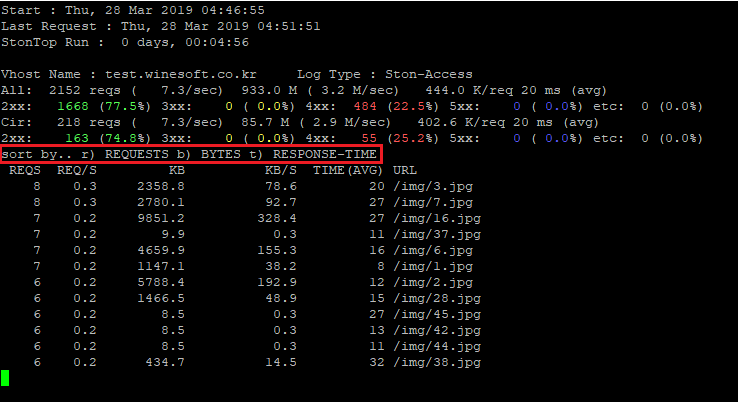 Start : Thu, 28 Mar 2019 04:46:55
Last Request : Thu, 28 Mar 2019 04:51:51
StonTop Run :  0 days, 00:04:56
Vhost Name : test.winesoft.co.kr     Log Type : Ston-Access
All:  2152 reqs (   7.3/sec)  933.0 M ( 3.2 M/sec)   444.0 K/req 20 ms (avg)
2xx:   1668 (77.5%) 3xx:    0 ( 0.0%) 4xx:  484 (22.5%) 5xx:    0 ( 0.0%) etc:  0 (0.0%)
Cir:   218 reqs (   7.3/sec)   85.7 M ( 2.9 M/sec)   402.6 K/req 20 ms (avg)
2xx:    163 (74.8%) 3xx:    0 ( 0.0%) 4xx:   55 (25.2%) 5xx:    0 ( 0.0%) etc:  0 (0.0%)
sort by.. r) REQUESTS b) BYTES t) RESPONSE-TIME
REQS  REQ/S         KB       KB/S  TIME(AVG) URL
8    0.3     2358.8       78.6         20 /img/3.jpg
8    0.3     2780.1       92.7         27 /img/7.jpg
7    0.2     9851.2      328.4         27 /img/16.jpg
7    0.2        9.9        0.3         11 /img/37.jpg
7    0.2     4659.9      155.3         16 /img/6.jpg
7    0.2     1147.1       38.2          8 /img/1.jpg
6    0.2     5788.4      192.9         12 /img/2.jpg
6    0.2     1466.5       48.9         15 /img/28.jpg
6    0.2        8.5        0.3         27 /img/45.jpg
6    0.2        8.5        0.3         13 /img/42.jpg
6    0.2        8.5        0.3         11 /img/44.jpg
6    0.2      434.7       14.5         32 /img/38.jpg